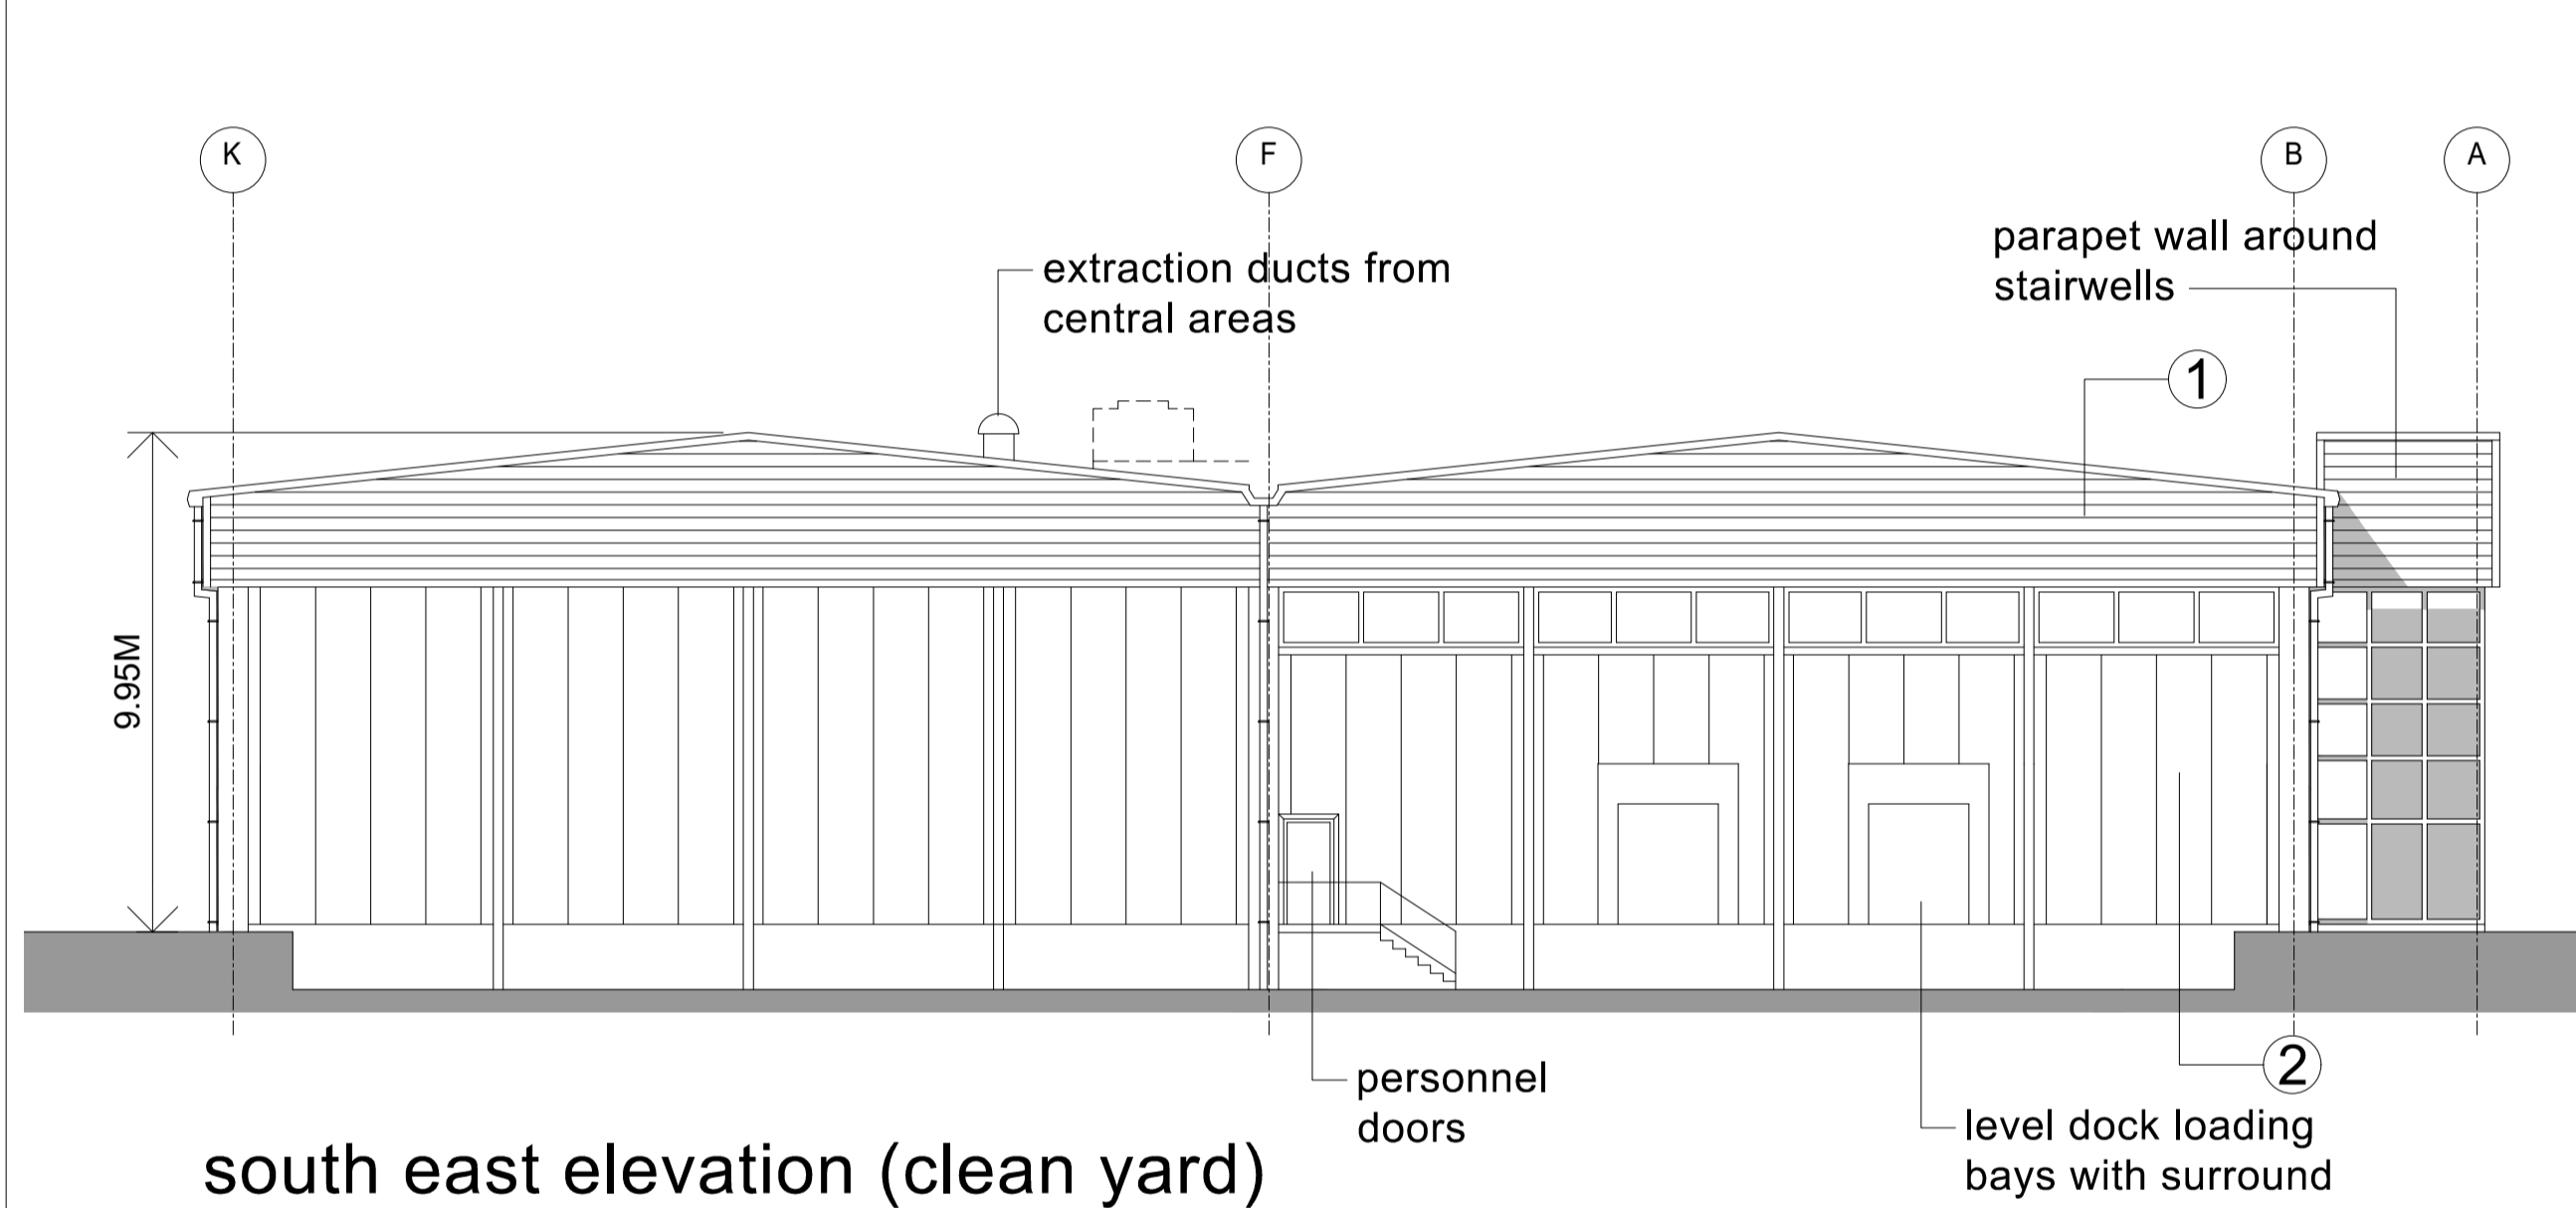 K
F
B
A
parapet wall around
stairwells
extraction ducts from
central areas
1
9.95M
personnel
doors
2
level dock loading
bays with surround
south east elevation (clean yard)